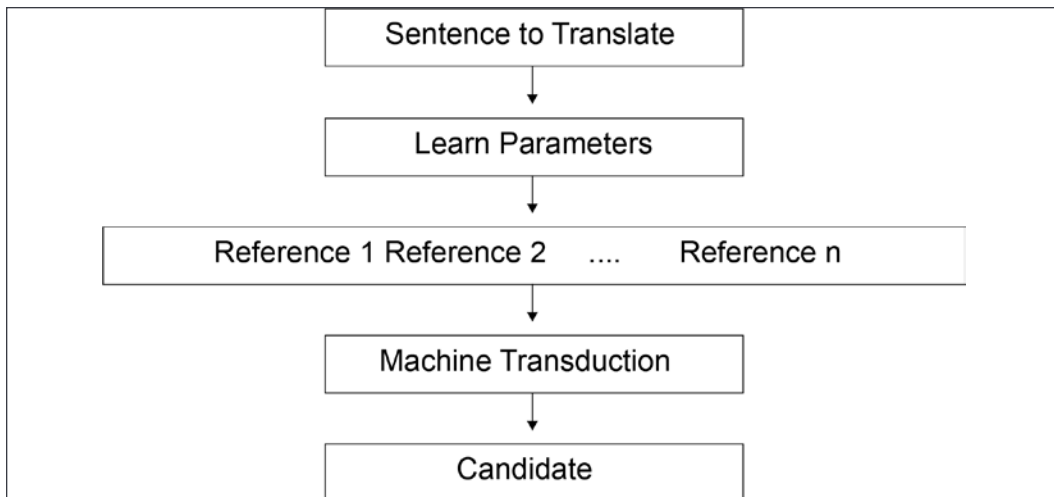 Sentence to Translate
Learn Parameters
Reference 1 Reference 2 .... Reference n
Machine Transduction
Candidate